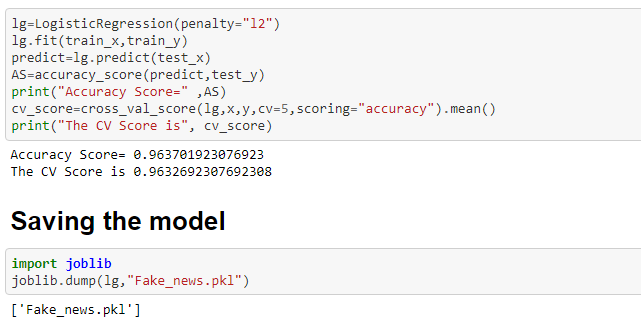 lg=LogisticRegression(penalty="l2")
lg.fit(train_x,train_y)
predict=lg.predict(test_x)
AS=accuracy_score(predict,test_y)
print("Accuracy Score=" ,AS)
cv_score=cross_val_score(lg,x,y,cv=5,scoring="accuracy").mean()
print("The CV Score is", cv_score)
Accuracy Score= 0.963701923076923
The CV Score is 0.9632692307692308
Saving the model
import joblib
joblib.dump(lg,"Fake_news.pkl")
['Fake_news.pkl']